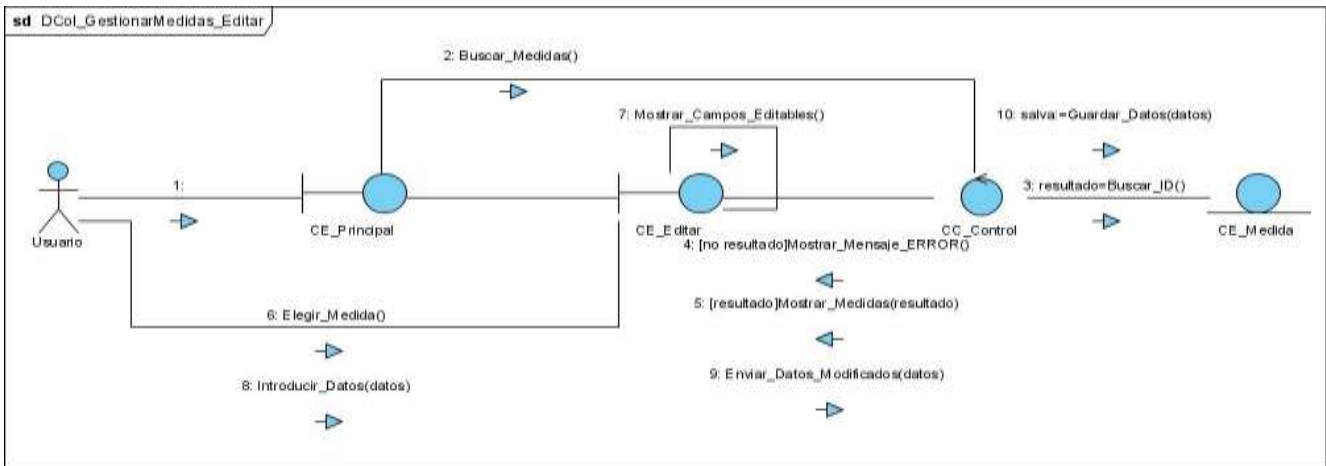 sd DCol_GestionarMedidas_Editar
2: Buscar_Medidas()
7: Mostrar_Campos_Editables()
10: salva:=Guardar_Datos(datos)
1:
3: resultado=Buscar_ID()
Usuario
CE_Principal
CE_Editar
CC_Control
CE_Medida
4: [no resultado]Mostrar_Mensaje_ERROR()
5: [resultado]Mostrar_Medidas(resultado)
6: Elegir_Medida()
9: Enviar_Datos_Modificados(datos)
8: Introducir_Datos(datos)